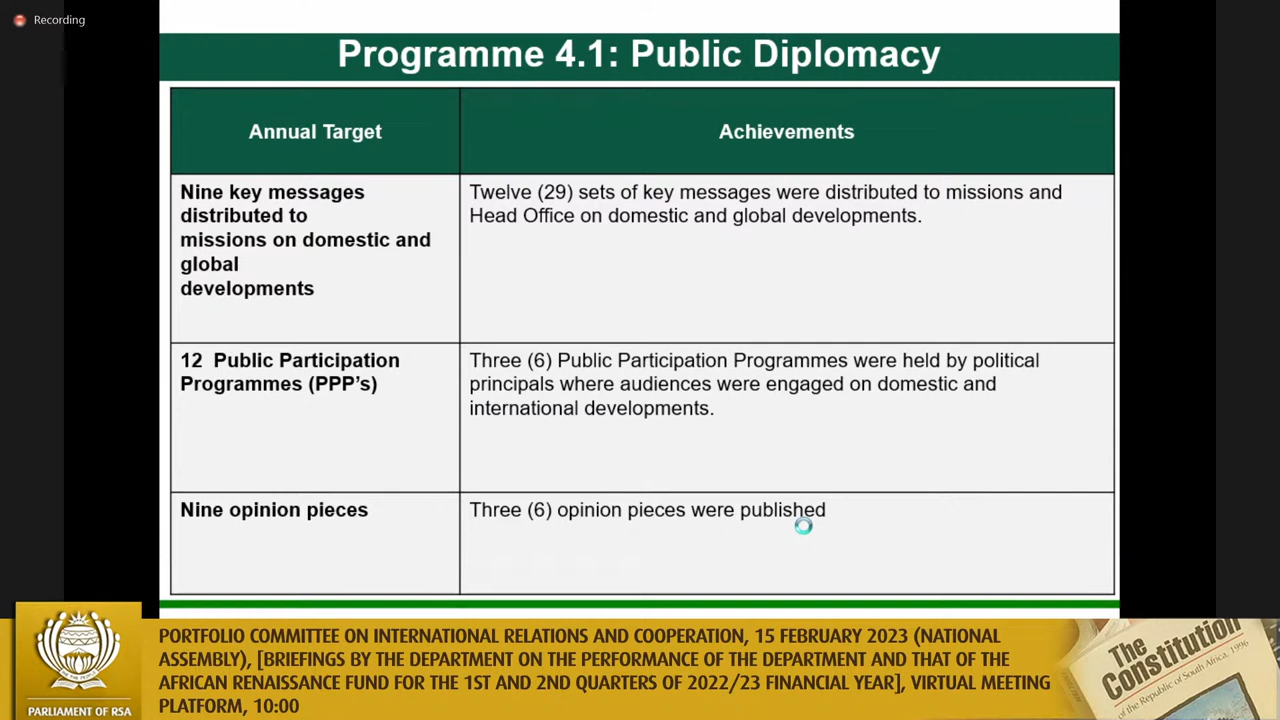 Recording
Programme 4.1: Public Diplomacy
Annual Target
Achievements
Nine key messages
distributed to
missions on domestic and
global
developments
Twelve (29) sets of key messages were distributed to missions and
Head Office on domestic and global developments.
12 Public Participation
Programmes (PPP’s)
Three (6) Public Participation Programmes were held by political
principals where audiences were engaged on domestic and
international developments.
Nine opinion pieces
Three (6) opinion pieces were published
PORTFOLIO COMMITTEE ON INTERNATIONAL RELATIONS AND COOPERATION, 15 FEBRUARY 2023 (NATIONAL
ASSEMBLY), [BRIEFINGS BY THE DEPARTMENT ON THE PERFORMANCE OF THE DEPARTMENT AND THAT OF THE
AFRICAN RENAISSANCE FUND FOR THE 1ST AND 2ND QUARTERS OF 2022/23 FINANCIAL YEAR], VIRTUAL MEETING
PLATFORM, 10:00
PARLIAMENT OF RSA
The
Constitution
of the Republic of South Africa, 1996